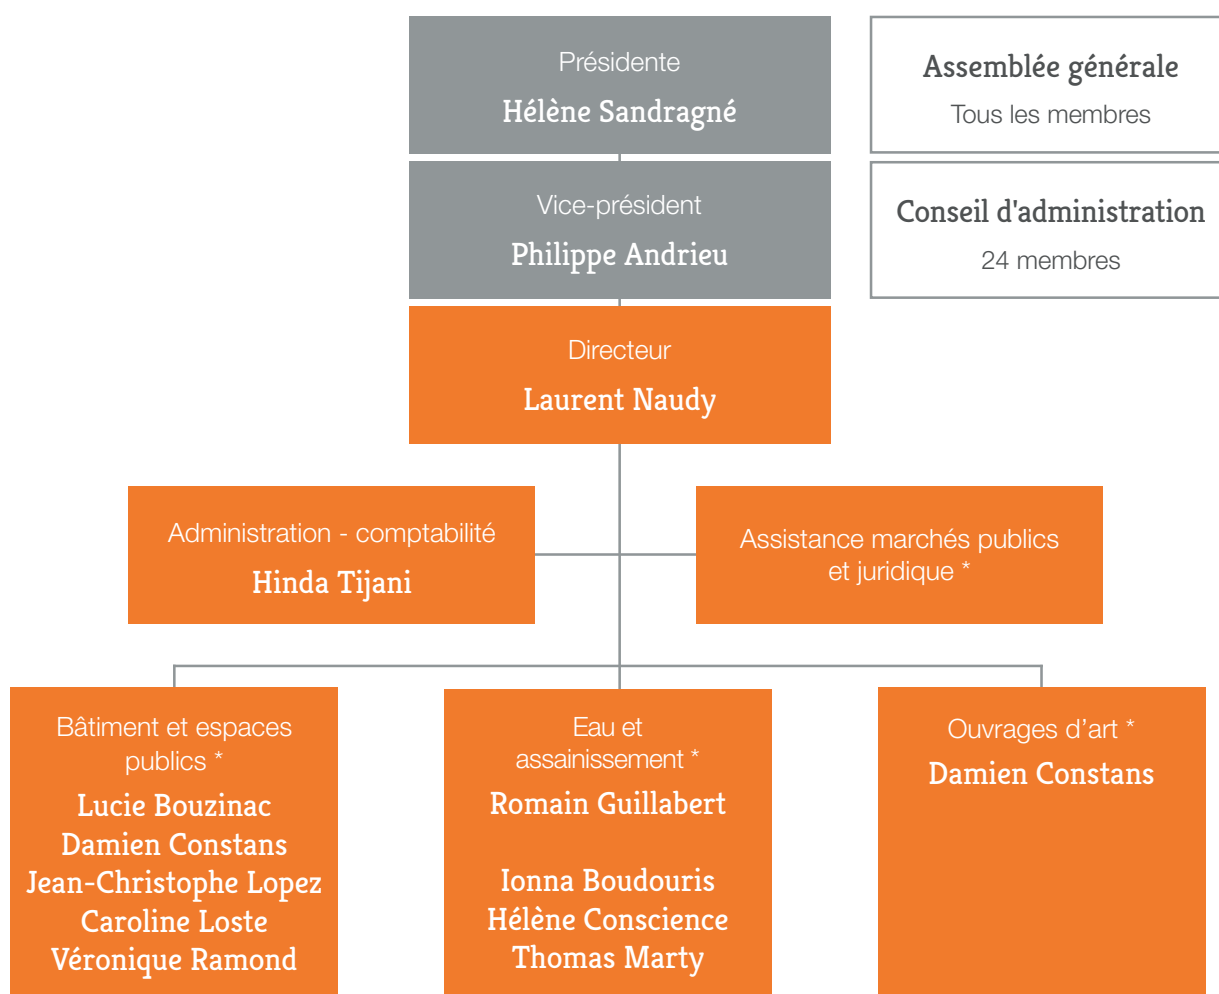 Présidente
Hélène Sandragné
Assemblée générale
Tous les membres
Vice-président
Philippe Andrieu
Conseil d'administration
24 membres
Directeur
Laurent Naudy
Administration - comptabilité
Hinda Tijani
Assistance marchés publics
et juridique *
Bâtiment et espaces
publics *
Lucie Bouzinac
Damien Constans
Jean-Christophe Lopez
Caroline Loste
Véronique Ramond
Eau et
assainissement *
Romain Guillabert
Ionna Boudouris
Hélène Conscience
Thomas Marty
Ouvrages d’art *
Damien Constans